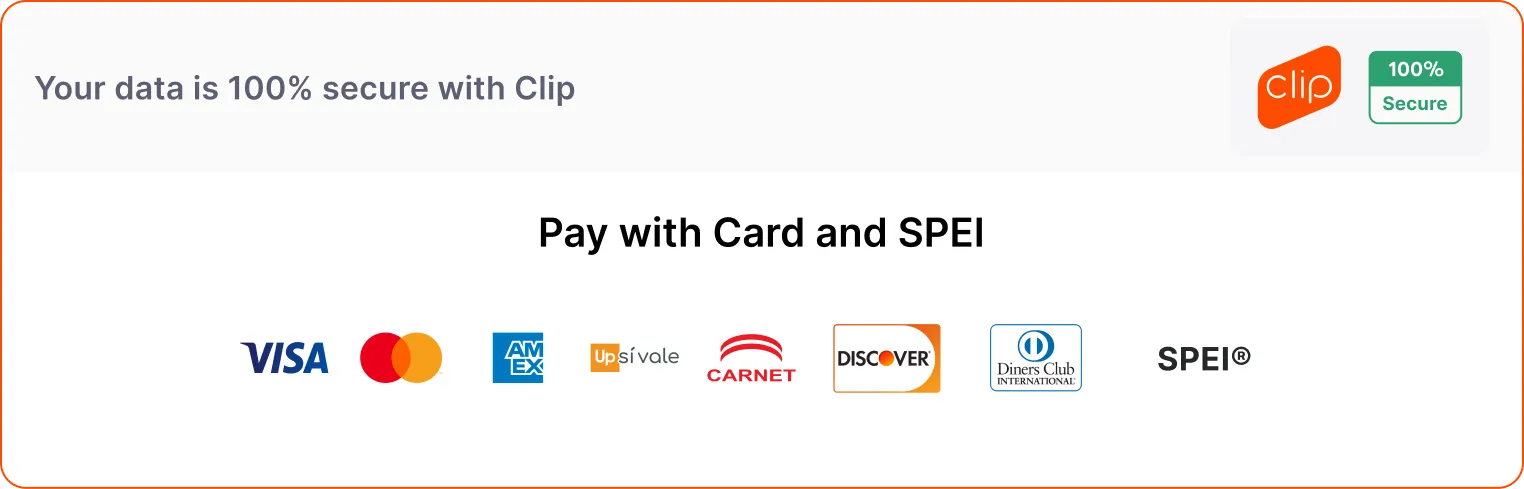 Your data is 100% secure with Clip
clip
100%
Secure
Pay with Card and SPEI
VISA
AM
EX
Up sí vale
CARNET
DISCOVER
Diners Club
INTERNATIONAL
SPEI®